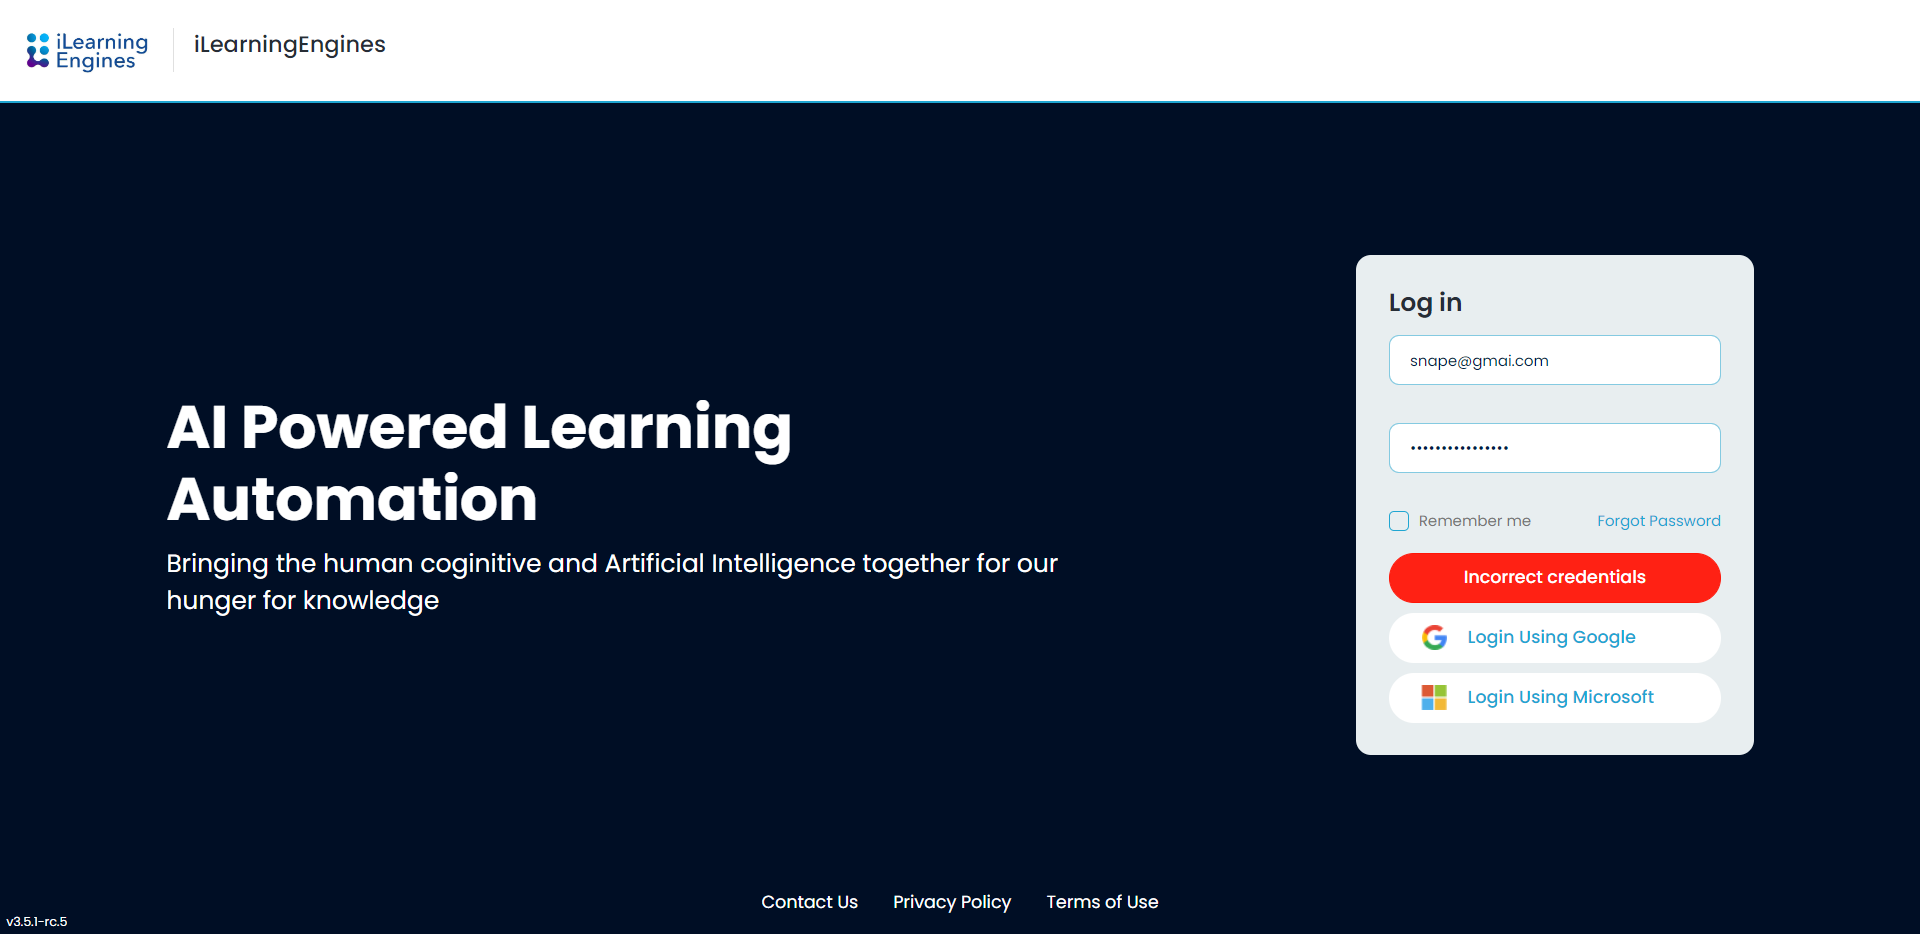 iLearning
Engines
iLearningEngines
AI Powered Learning
Automation
Bringing the human coginitive and Artificial Intelligence together for our
hunger for knowledge
Log in
snape@gmai.com
••••••••••••••••
Remember me
Forgot Password
Incorrect credentials
Login Using Google
Login Using Microsoft
Contact Us
Privacy Policy
Terms of Use
v3.5.1-rc.5